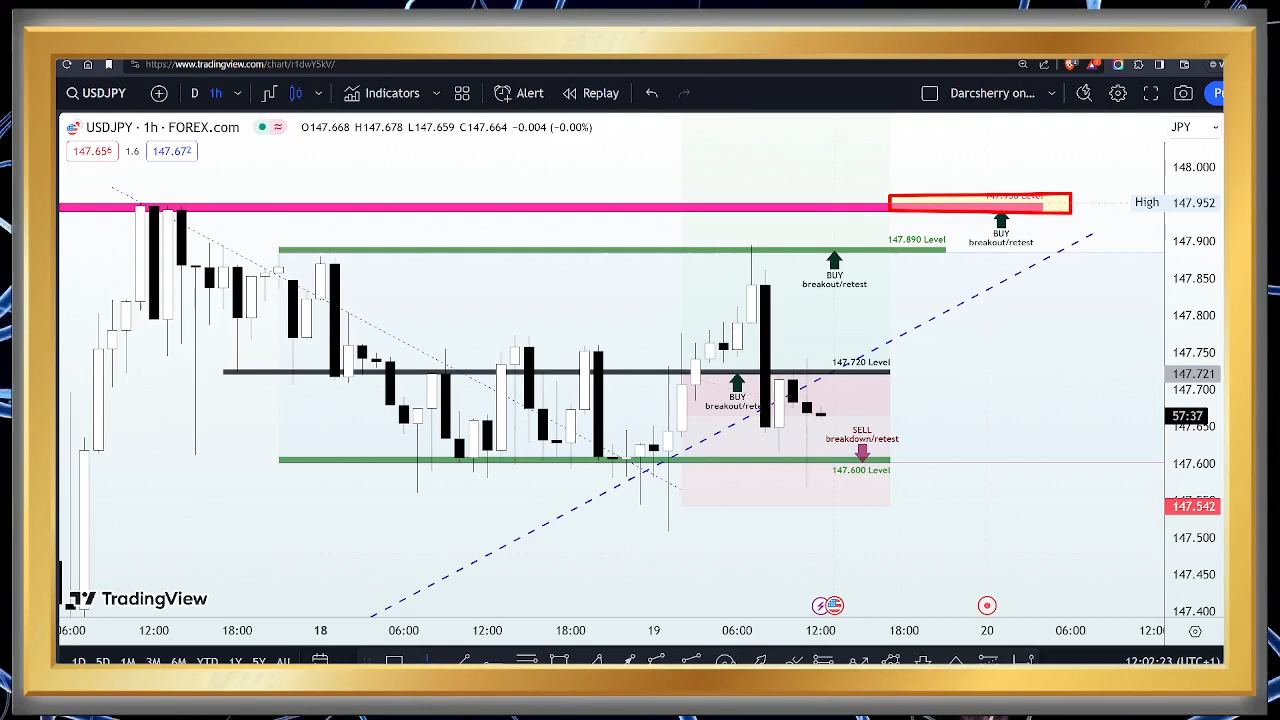 https://www.tradingview.com/chart/r1dwY5kV/
USDJPY D 1h Indicators Alert Replay Darcsherry on...
USDJPY · 1h · FOREX.com O147.668 H147.678 L147.659 C147.664 −0.004 (−0.00%) JPY
147.656 1.6 147.672
148.000
High 147.952
BUY
breakout/retest
147.890 Level
147.900
BUY
breakout/retest
147.850
147.800
147.750
147.720 Level
147.721
147.700
BUY
57:37
147.650
SELL
breakdown/retest
147.600
147.600 Level
147.542
147.500
147.450
TradingView
147.400
06:00 12:00 18:00 18 06:00 12:00 18:00 19 06:00 12:00 18:00 20 06:00
1D 5D 1M 3M 6M YTD 1Y 5Y All 12:02:23 (UTC+1)